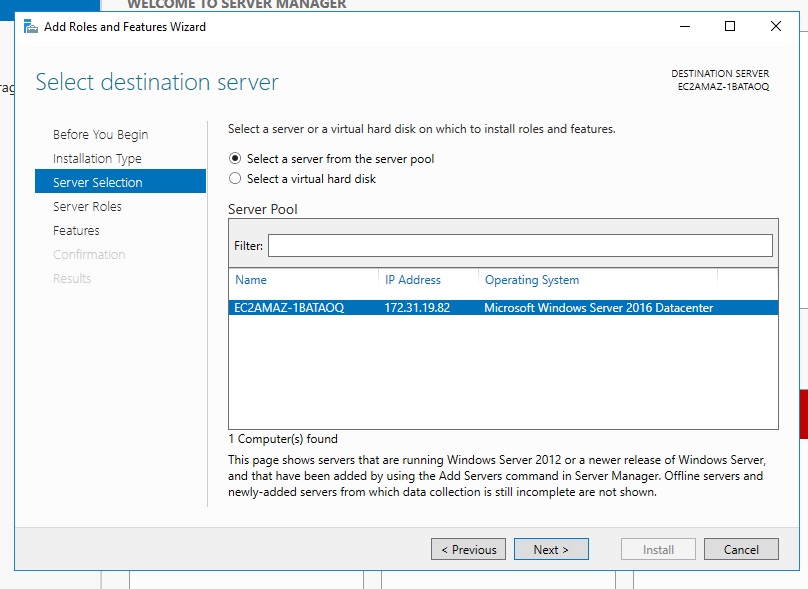 WELCOME TO SERVER MANAGER
Add Roles and Features Wizard
Select destination server
DESTINATION SERVER
EC2AMAZ-1BATAOQ
Before You Begin
Installation Type
Server Selection
Server Roles
Features
Confirmation
Results
Select a server or a virtual hard disk on which to install roles and features.
Select a server from the server pool
Select a virtual hard disk
Server Pool
Filter:
Name IP Address Operating System
EC2AMAZ-1BATAOQ 172.31.19.82 Microsoft Windows Server 2016 Datacenter
1 Computer(s) found
This page shows servers that are running Windows Server 2012 or a newer release of Windows Server,
and that have been added by using the Add Servers command in Server Manager. Offline servers and
newly-added servers from which data collection is still incomplete are not shown.
< Previous Next > Install Cancel